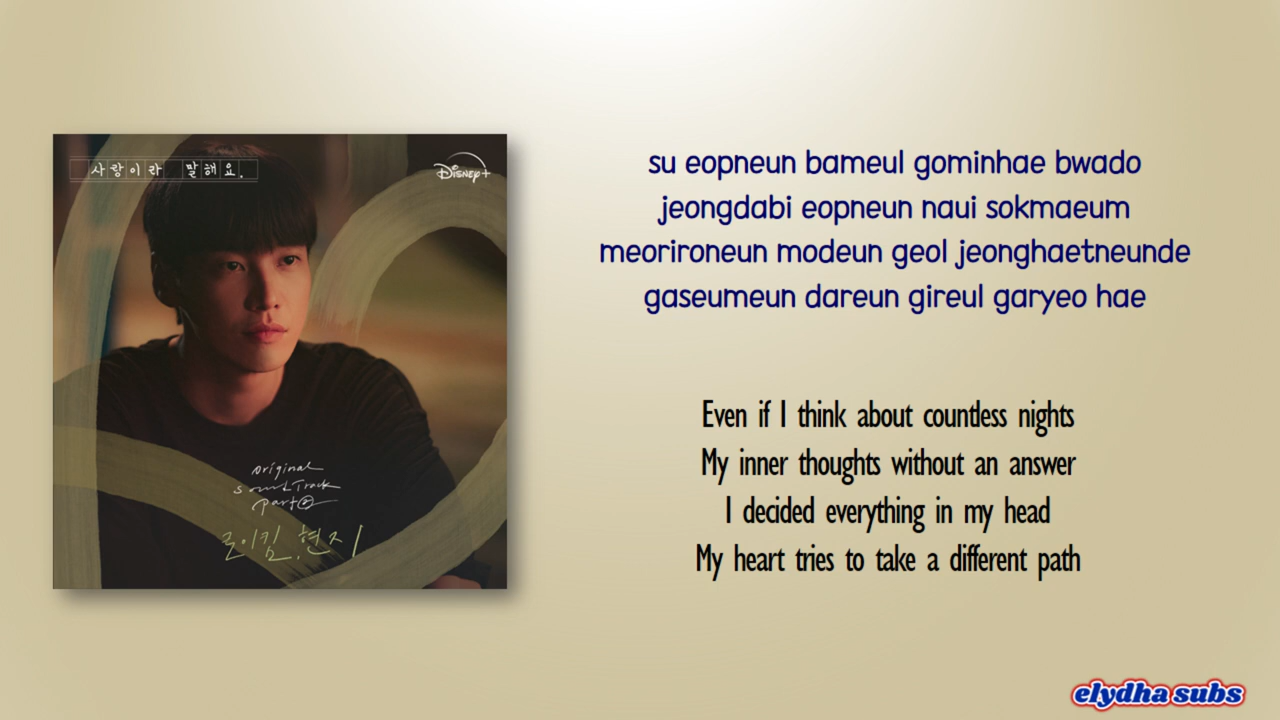 사랑이라 말해요.
Disney+
original
soundtrack
part②
로이킴, 현지
su eopneun bameul gominhae bwado
jeongdabi eopneun naui sokmaeum
meorironeun modeun geol jeonghaetneunde
gaseumeun dareun gireul garyeo hae
Even if I think about countless nights
My inner thoughts without an answer
I decided everything in my head
My heart tries to take a different path
elydha subs